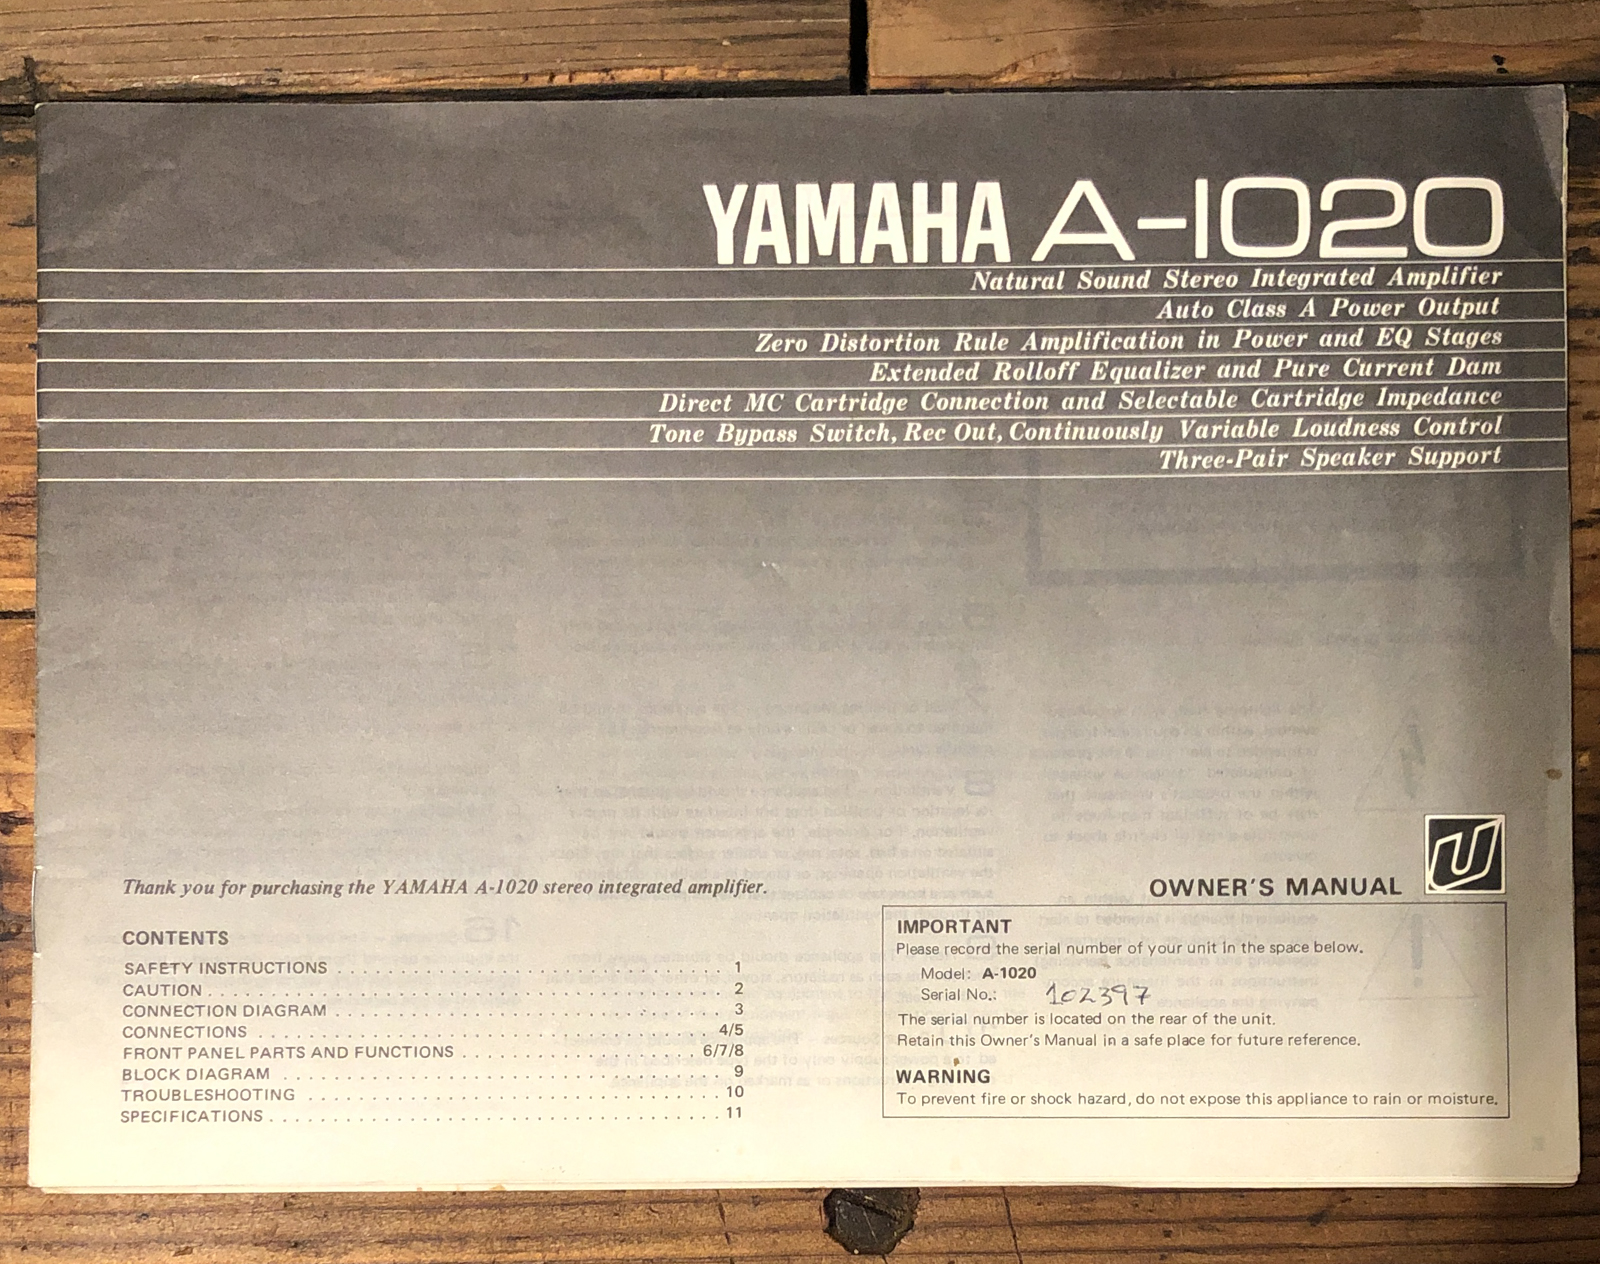 YAMAHA A-1020
Natural Sound Stereo Integrated Amplifier
Auto Class A Power Output
Zero Distortion Rule Amplification in Power and EQ Stages
Extended Rolloff Equalizer and Pure Current Dam
Direct MC Cartridge Connection and Selectable Cartridge Impedance
Tone Bypass Switch, Rec Out, Continuously Variable Loudness Control
Three-Pair Speaker Support
Thank you for purchasing the YAMAHA A-1020 stereo integrated amplifier.
CONTENTS
SAFETY INSTRUCTIONS . . . . . . . . . . . . . . . . . . . . . . . . . . . . . . 1
CAUTION . . . . . . . . . . . . . . . . . . . . . . . . . . . . . . . . . . . . . . . . 2
CONNECTION DIAGRAM . . . . . . . . . . . . . . . . . . . . . . . . . . . . . . 3
CONNECTIONS . . . . . . . . . . . . . . . . . . . . . . . . . . . . . . . . . . . 4/5
FRONT PANEL PARTS AND FUNCTIONS . . . . . . . . . . . . . . . . . . 6/7/8
BLOCK DIAGRAM . . . . . . . . . . . . . . . . . . . . . . . . . . . . . . . . . . 9
TROUBLESHOOTING . . . . . . . . . . . . . . . . . . . . . . . . . . . . . . . . 10
SPECIFICATIONS . . . . . . . . . . . . . . . . . . . . . . . . . . . . . . . . . . 11
OWNER'S MANUAL
U
IMPORTANT
Please record the serial number of your unit in the space below.
Model: A-1020
Serial No.: 102397
The serial number is located on the rear of the unit.
Retain this Owner's Manual in a safe place for future reference.
WARNING
To prevent fire or shock hazard, do not expose this appliance to rain or moisture.